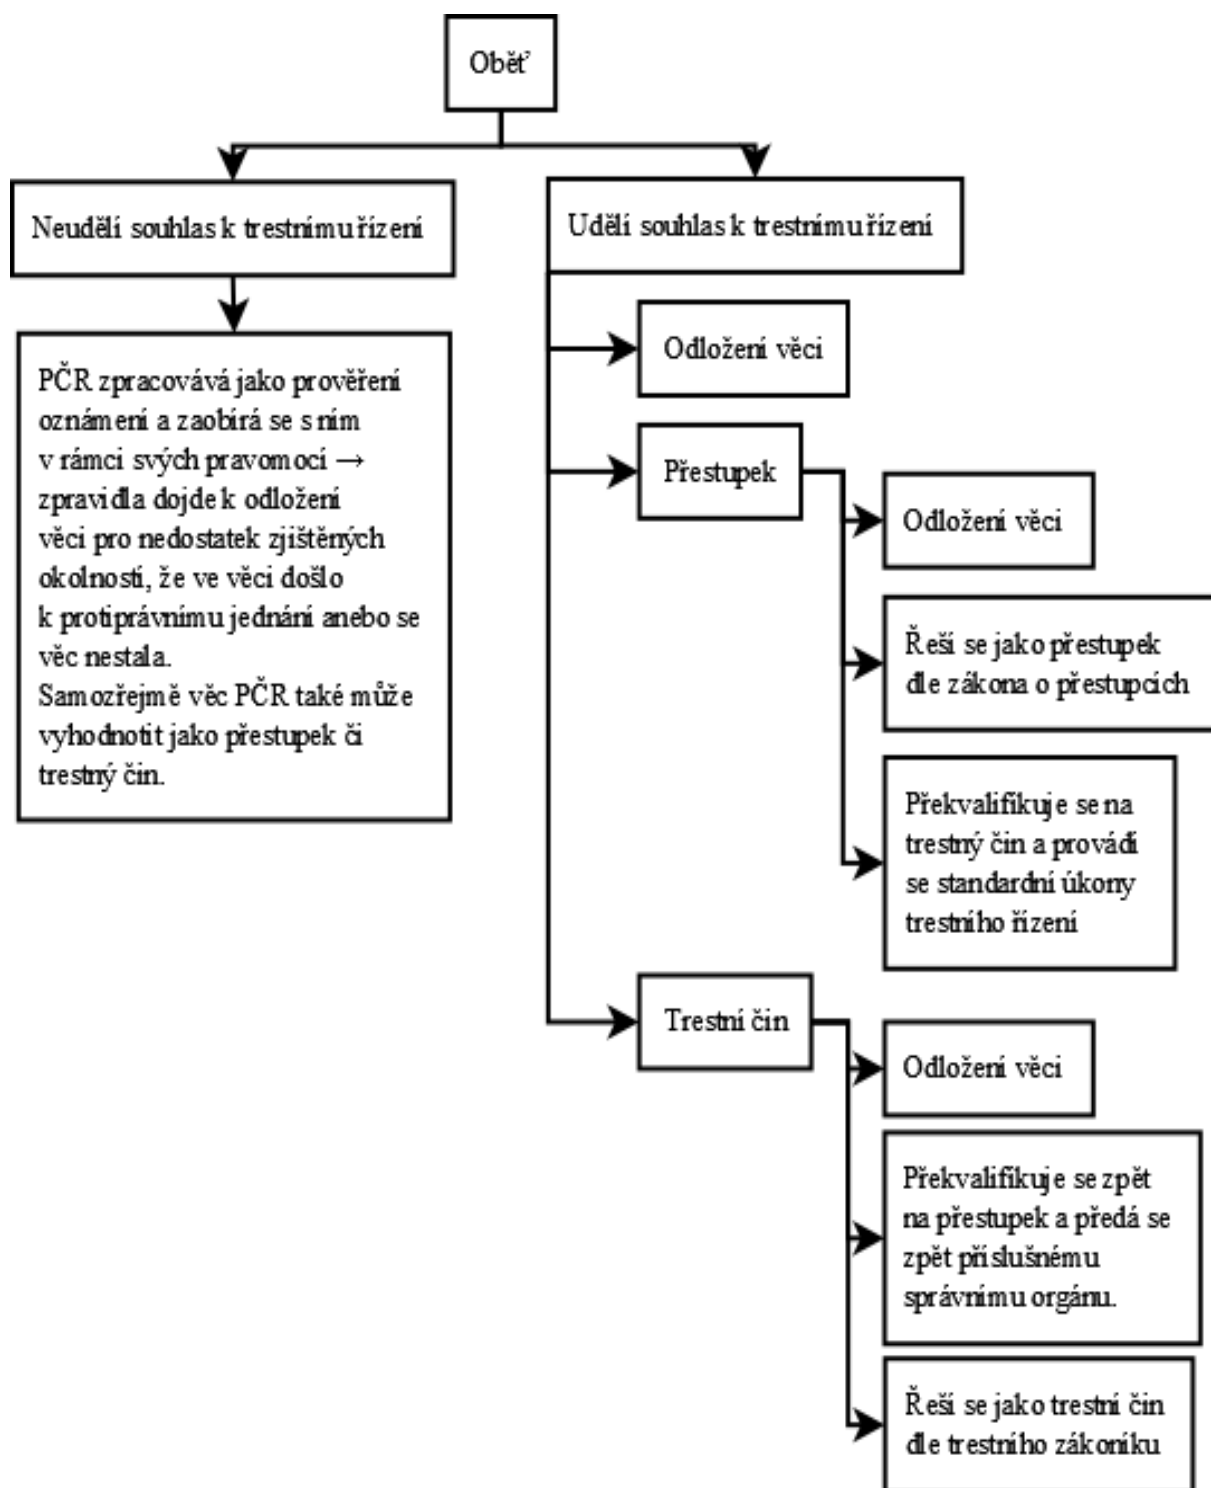 Oběť
Neudělí souhlas k trestnímu řízení
Udělí souhlas k trestnímu řízení
PČR zpracovává jako prověření
oznámení a zaobírá se s ním
v rámci svých pravomocí →
zpravidla dojde k odložení
věci pro nedostatek zjištěných
okolností, že ve věci došlo
k protiprávnímu jednání anebo se
věc nestala.
Samozřejmě věc PČR také může
vyhodnotit jako přestupek či
trestný čin.
Odložení věci
Přestupek
Odložení věci
Řeší se jako přestupek
dle zákona o přestupcích
Překvalifikuje se na
trestný čin a provádí
se standardní úkony
trestního řízení
Trestní čin
Odložení věci
Překvalifikuje se zpět
na přestupek a předá se
zpět příslušnému
správnímu orgánu.
Řeší se jako trestní čin
dle trestního zákoníku